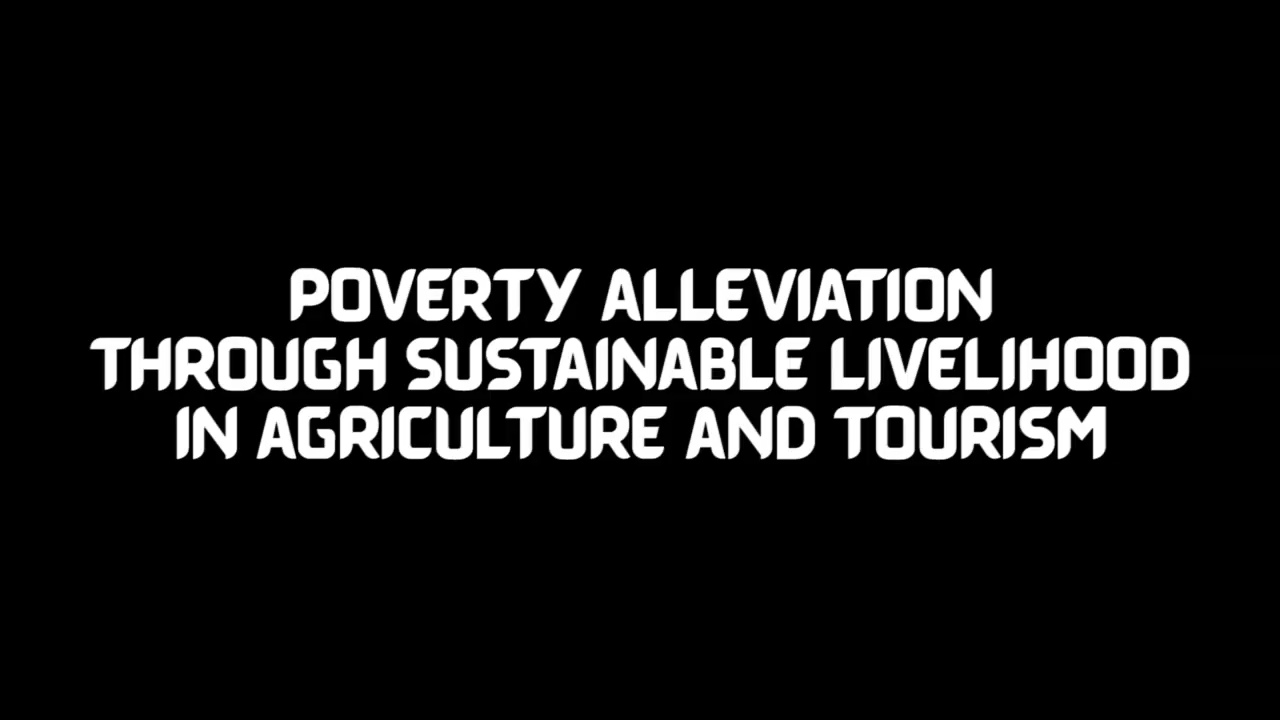 POVERTY ALLEVIATION
THROUGH SUSTAINABLE LIVELIHOOD
IN AGRICULTURE AND TOURISM